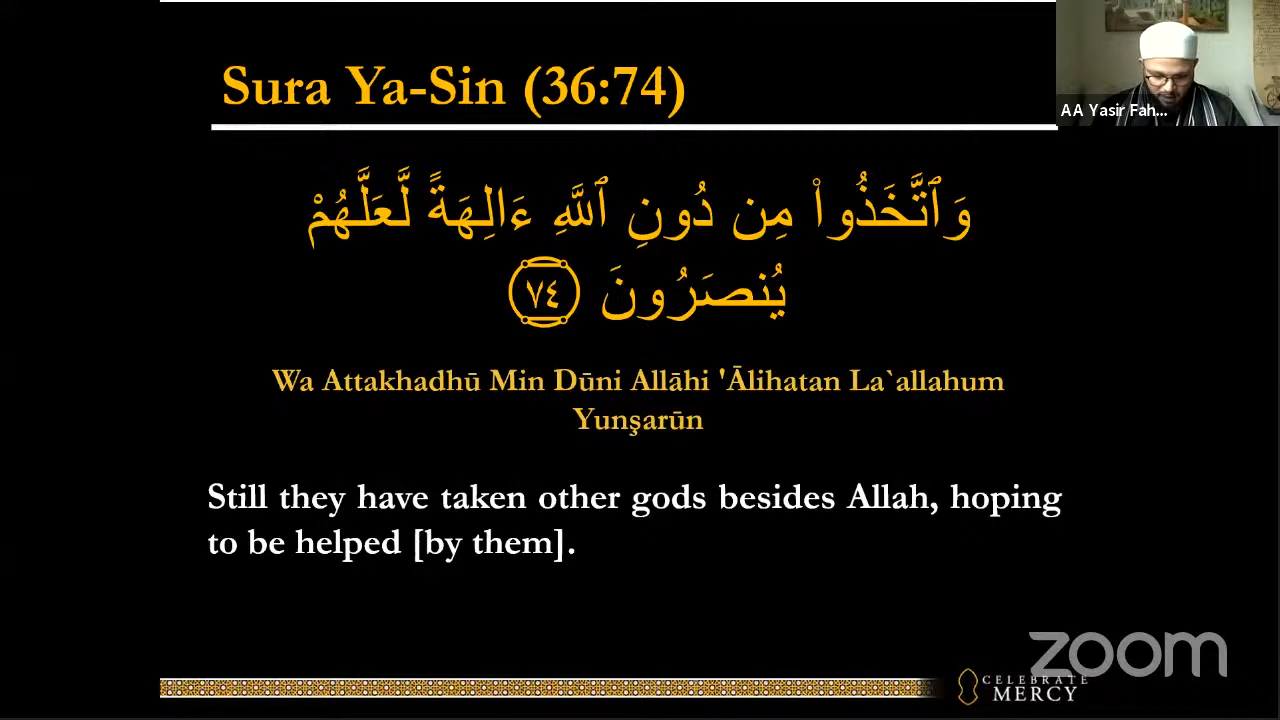 Sura Ya-Sin (36:74)
AA Yasir Fah...
وَٱتَّخَذُوا۟ مِن دُونِ ٱللَّهِ ءَالِهَةً لَّعَلَّهُمْ
يُنصَرُونَ ٧٤
Wa Attakhadhū Min Dūni Allāhi 'Ālihatan La`allahum
Yunşarūn
Still they have taken other gods besides Allah, hoping
to be helped [by them].
zoom
CELEBRATE
MERCY